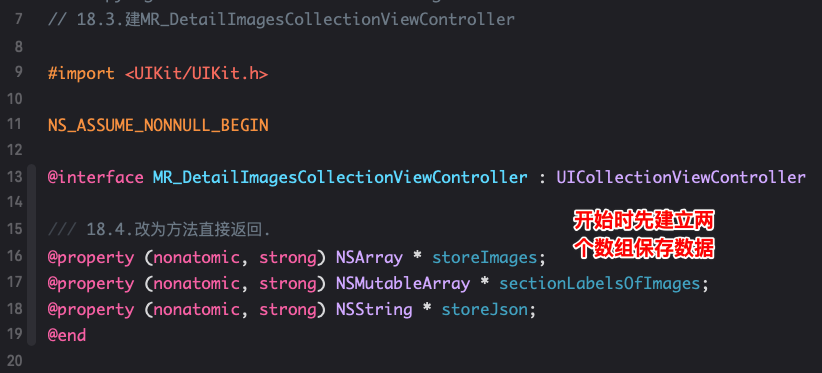 7 // 18.3.建MR_DetailImagesCollectionViewController
8
9 #import <UIKit/UIKit.h>
10
11 NS_ASSUME_NONNULL_BEGIN
12
13 @interface MR_DetailImagesCollectionViewController : UICollectionViewController
14
15 /// 18.4.改为方法直接返回.
开始时先建立两
个数组保存数据
16 @property (nonatomic, strong) NSArray * storeImages;
17 @property (nonatomic, strong) NSMutableArray * sectionLabelsOfImages;
18 @property (nonatomic, strong) NSString * storeJson;
19 @end
20